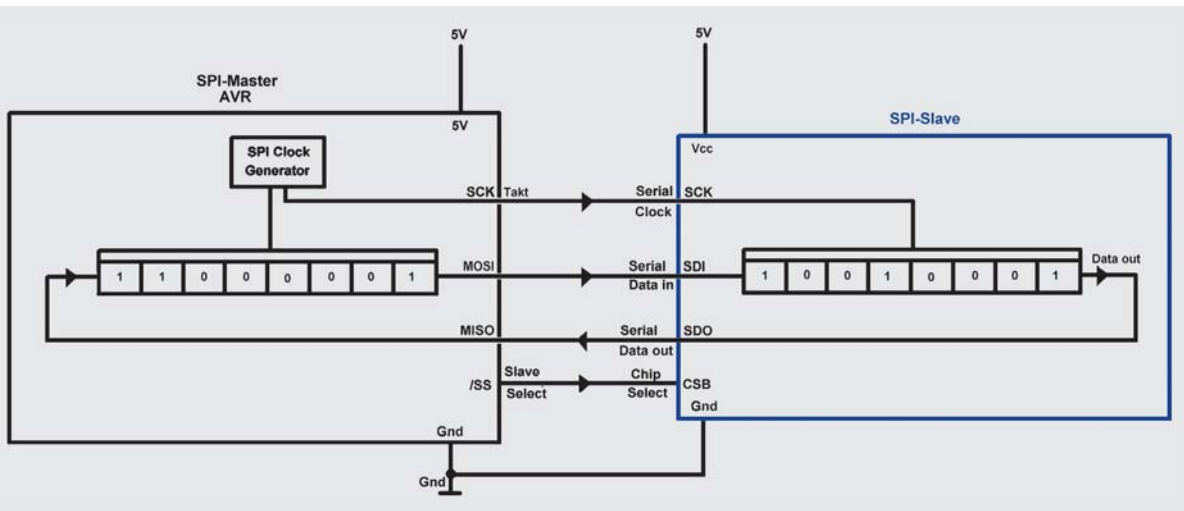 5V
5V
SPI-Master
AVR
SPI-Slave
5V
Vcc
SPI Clock
Generator
SCK Takt
Serial SCK
Clock
1 1 0 0 0 0 0 1
MOSI
Serial SDI
Data in
1 0 0 1 0 0 0 1
Data out
MISO
Serial SDO
Data out
/SS
Slave
Select
Chip
Select
CSB
Gnd
Gnd
Gnd